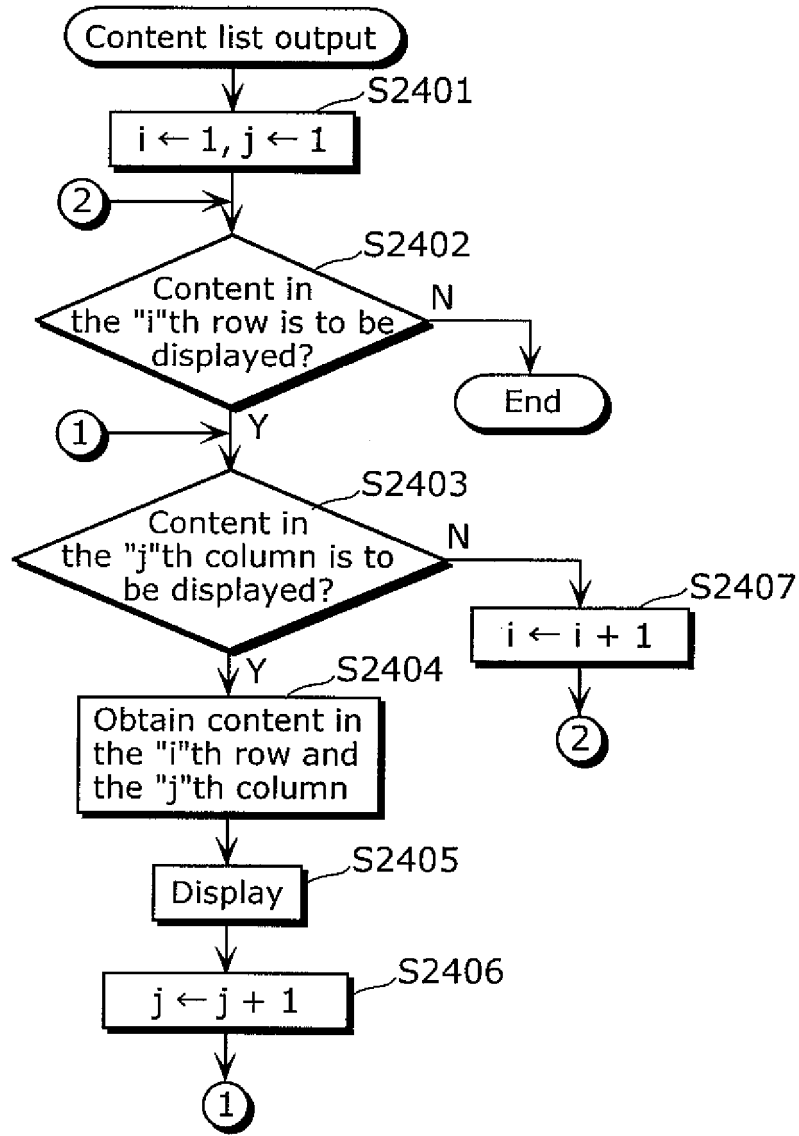 Content list output
S2401
i ← 1, j ← 1
2
S2402
Content in
the "i"th row is to be
displayed?
N
End
Y
1
S2403
Content in
the "j"th column is to
be displayed?
N
S2407
i ← i + 1
2
Y
S2404
Obtain content in
the "i"th row and
the "j"th column
S2405
Display
S2406
j ← j + 1
1